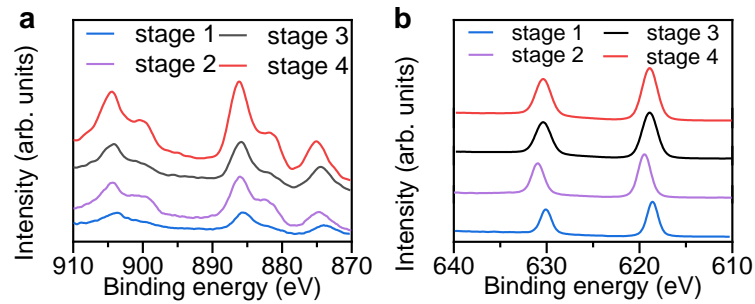 a
stage 1 stage 3
stage 2 stage 4
Intensity (arb. units)
910 900 890 880 870
Binding energy (eV)
b
stage 1 stage 3
stage 2 stage 4
Intensity (arb. units)
640 630 620 610
Binding energy (eV)